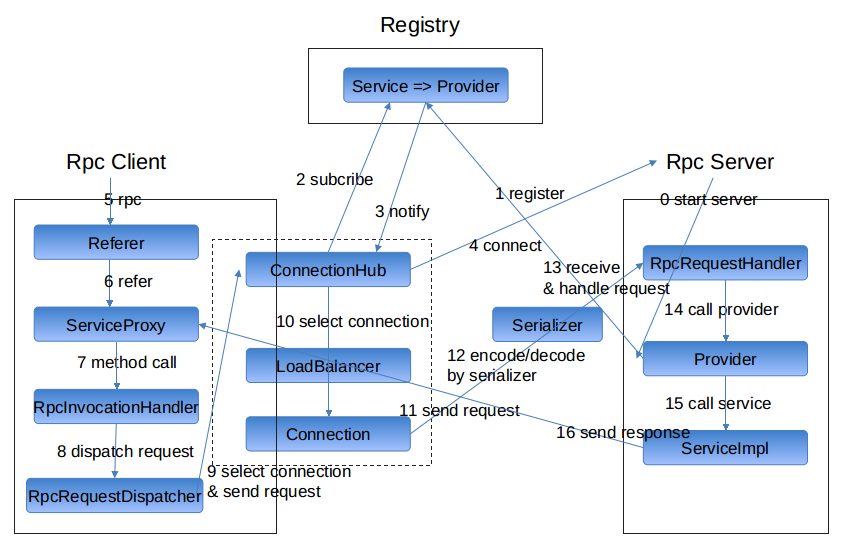 Registry
Service => Provider
Rpc Client
Rpc Server
2 subcribe
1 register
0 start server
5 rpc
3 notify
Referer
4 connect
ConnectionHub
13 receive
& handle request
RpcRequestHandler
6 refer
14 call provider
ServiceProxy
10 select connection
Serializer
7 method call
LoadBalancer
12 encode/decode
by serializer
Provider
RpcInvocationHandler
11 send request
15 call service
Connection
16 send response
8 dispatch request
ServiceImpl
9 select connection
& send request
RpcRequestDispatcher